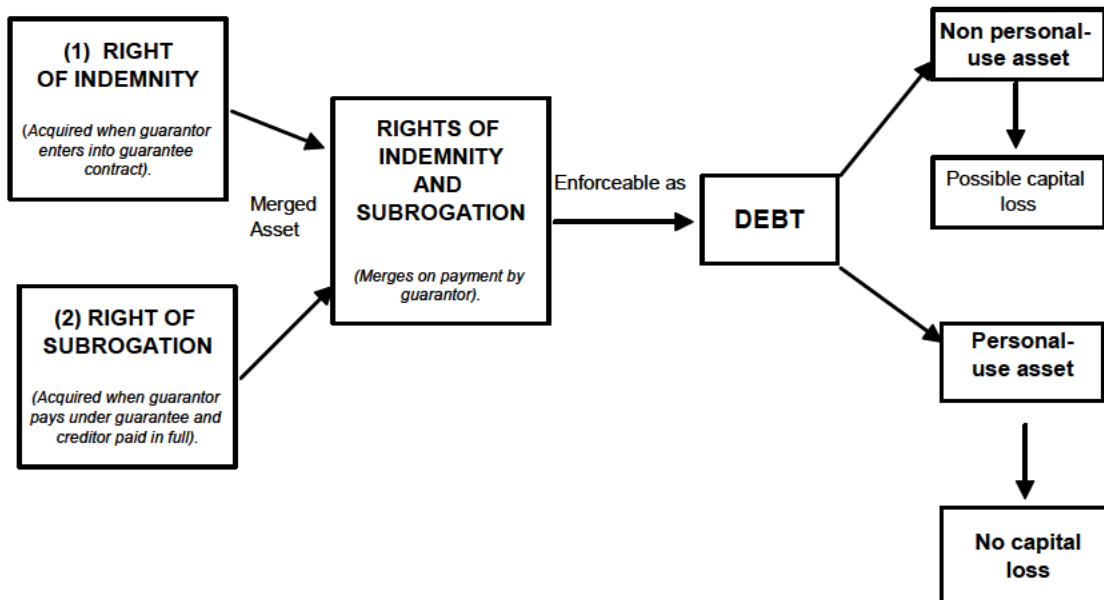 (1) RIGHT
OF INDEMNITY
(Acquired when guarantor
enters into guarantee
contract).
Merged
Asset
(2) RIGHT OF
SUBROGATION
(Acquired when guarantor
pays under guarantee and
creditor paid in full).
RIGHTS OF
INDEMNITY
AND
SUBROGATION
(Merges on payment by
guarantor).
Enforceable as
DEBT
Non personal-
use asset
Possible capital
loss
Personal-
use asset
No capital
loss